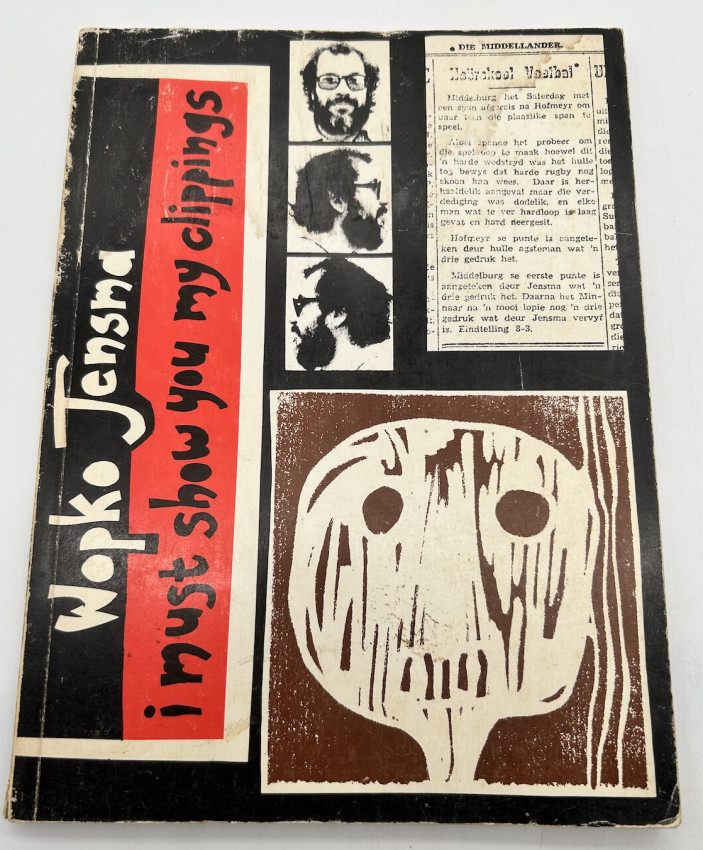 Wopko Jensma
i must show you my clippings
DIE MIDDELLANDER.
Middelburg het Saterdag met
een span afgereis na Hofmeyr om
daar teen die plaaslike span te
speel.
Albei spanne het probeer om
die spel oop te maak hoewel dit
'n harde wedstryd was het hulle
tog bewys dat harde rugby nog
skoon kan wees. Daar is her-
haaldelik aangeval maar die ver-
dediging was dodelik, en elke
man wat te ver hardloop is laag
gevat en hard neergesit.
Hofmeyr se punte is aangete-
ken deur hulle agsteman wat 'n
drie gedruk het.
Middelburg se eerste punte is
aangeteken deur Jensma wat 'n
drie gedruk het. Daarna het Min-
naar na 'n mooi lopie nog 'n drie
gedruk wat deur Jensma vervyf
is. Eindtelling 8-3.